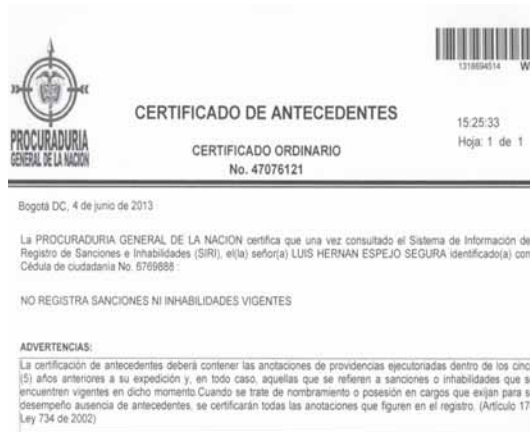 1318694514 W
PROCURADURIA
GENERAL DE LA NACION
CERTIFICADO DE ANTECEDENTES
15:25:33
Hoja: 1 de 1
CERTIFICADO ORDINARIO
No. 47076121
Bogotá DC, 4 de junio de 2013
La PROCURADURIA GENERAL DE LA NACION certifica que una vez consultado el Sistema de Información de
Registro de Sanciones e Inhabilidades (SIRI), el(la) señor(a) LUIS HERNAN ESPEJO SEGURA identificado(a) con
Cédula de ciudadanía No. 6769888 :
NO REGISTRA SANCIONES NI INHABILIDADES VIGENTES
ADVERTENCIAS:
La certificación de antecedentes deberá contener las anotaciones de providencias ejecutoriadas dentro de los cinc
(5) años anteriores a su expedición y, en todo caso, aquellas que se refieren a sanciones o inhabilidades que s
encuentren vigentes en dicho momento.Cuando se trate de nombramiento o posesión en cargos que exijan para s
desempeño ausencia de antecedentes, se certificarán todas las anotaciones que figuren en el registro. (Artículo 17
Ley 734 de 2002)